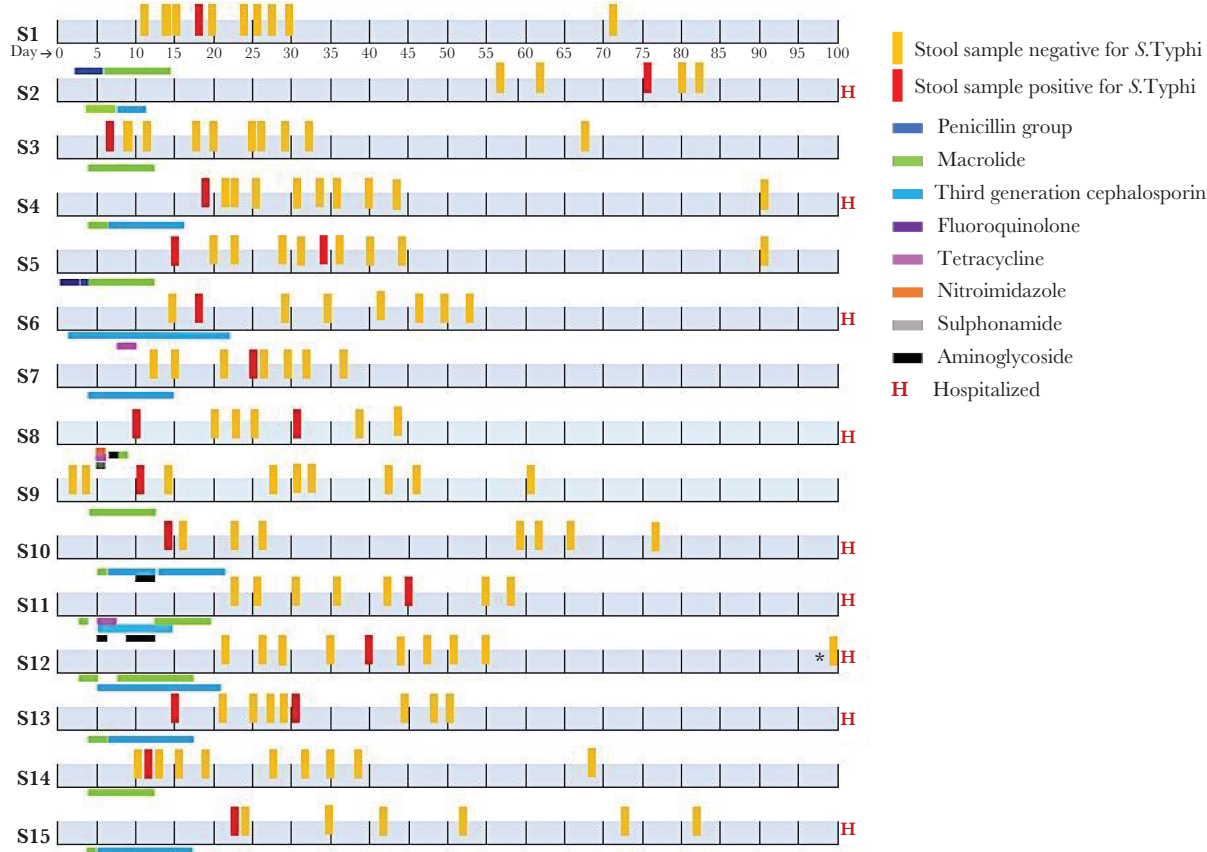 S1
Day → 0 5 10 15 20 25 30 35 40 45 50 55 60 65 70 75 80 85 90 95 100
S2 H
S3
S4 H
S5
S6 H
S7
S8 H
S9
S10 H
S11 H
S12 * H
S13 H
S14
S15 H
Stool sample negative for S.Typhi
Stool sample positive for S.Typhi
Penicillin group
Macrolide
Third generation cephalosporin
Fluoroquinolone
Tetracycline
Nitroimidazole
Sulphonamide
Aminoglycoside
H Hospitalized